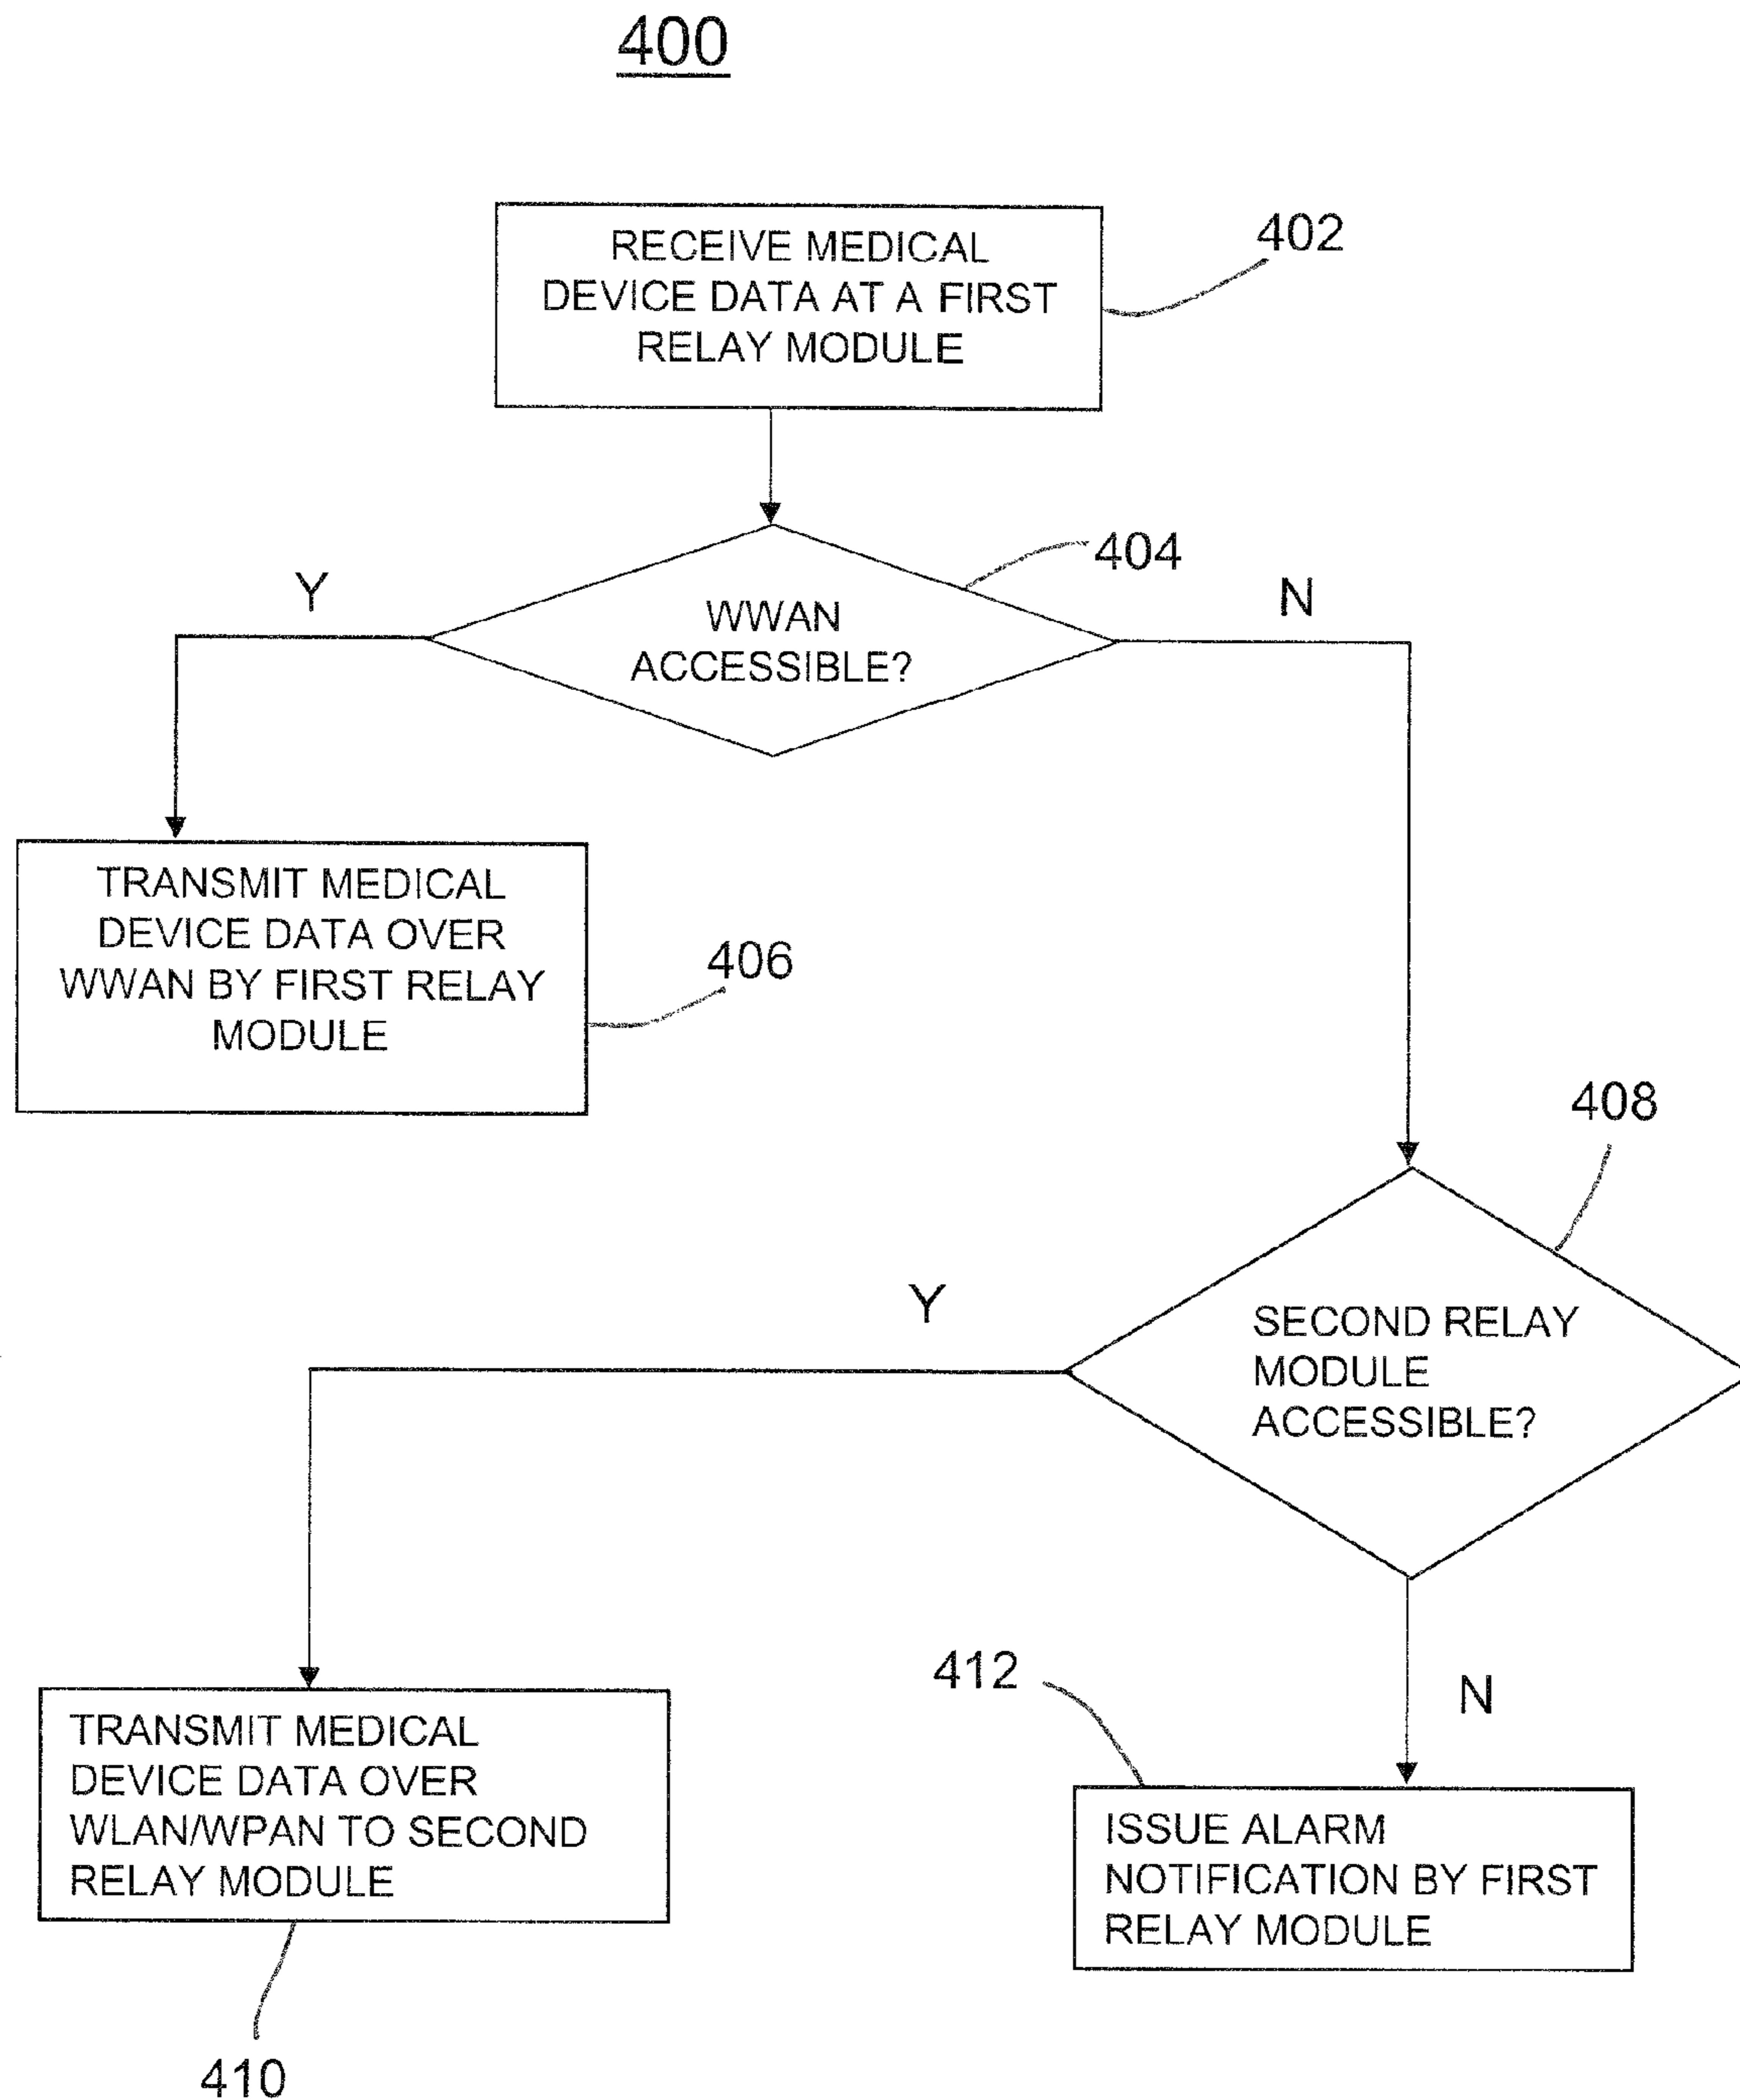 400
RECEIVE MEDICAL
DEVICE DATA AT A FIRST
RELAY MODULE
402
404
Y
WWAN
ACCESSIBLE?
N
TRANSMIT MEDICAL
DEVICE DATA OVER
WWAN BY FIRST RELAY
MODULE
406
408
Y
SECOND RELAY
MODULE
ACCESSIBLE?
412
N
TRANSMIT MEDICAL
DEVICE DATA OVER
WLAN/WPAN TO SECOND
RELAY MODULE
ISSUE ALARM
NOTIFICATION BY FIRST
RELAY MODULE
410